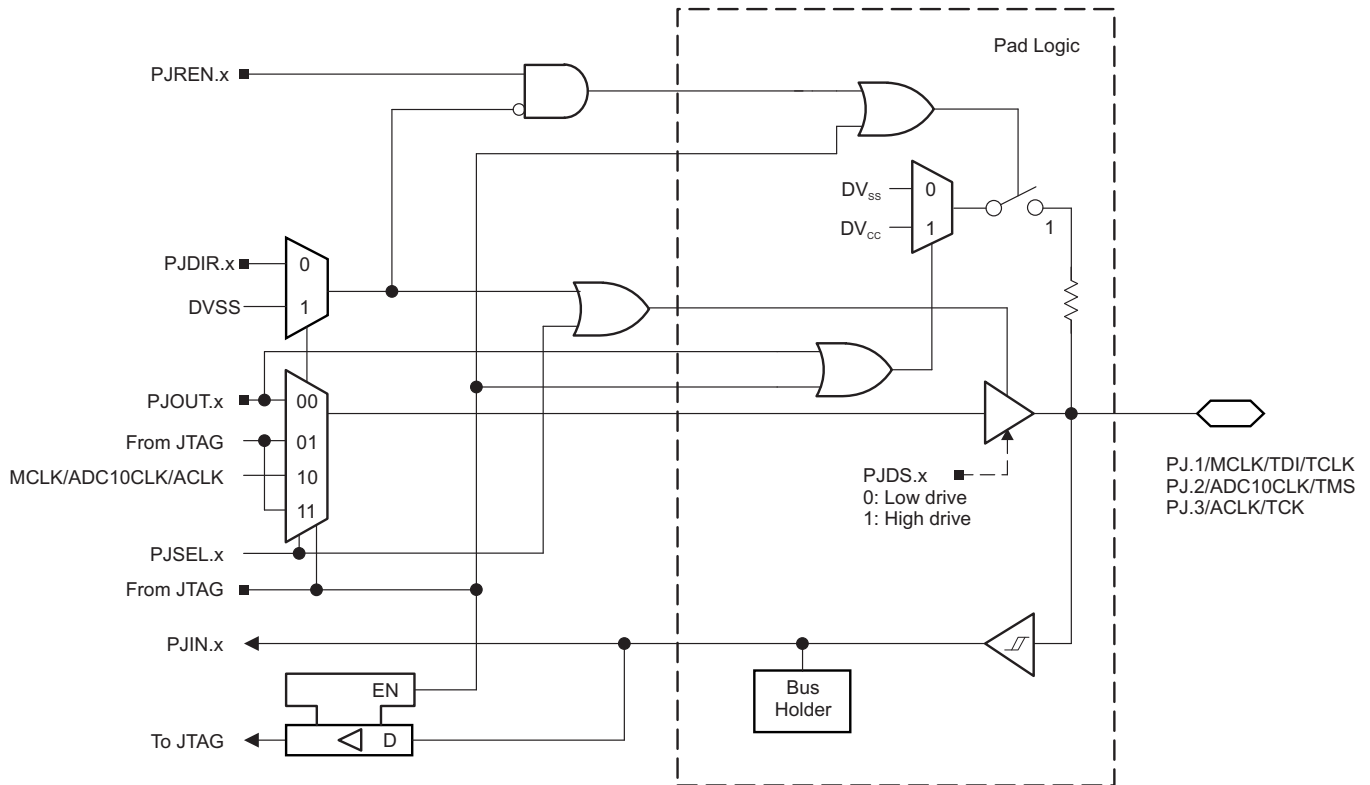 Pad Logic
PJREN.x
DVSS
0
DVCC
1
1
PJDIR.x
0
DVSS
1
PJOUT.x
00
From JTAG
01
MCLK/ADC10CLK/ACLK
10
11
PJDS.x
0: Low drive
1: High drive
PJ.1/MCLK/TDI/TCLK
PJ.2/ADC10CLK/TMS
PJ.3/ACLK/TCK
PJSEL.x
From JTAG
PJIN.x
Bus
Holder
EN
To JTAG
D